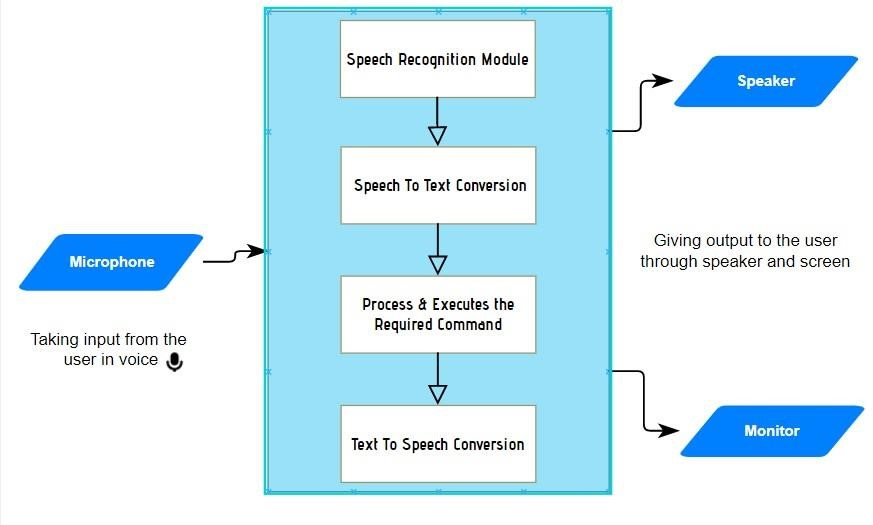 Speech Recognition Module
Speaker
Speech To Text Conversion
Microphone
Giving output to the user
through speaker and screen
Process & Executes the
Required Command
Taking input from the
user in voice
Text To Speech Conversion
Monitor